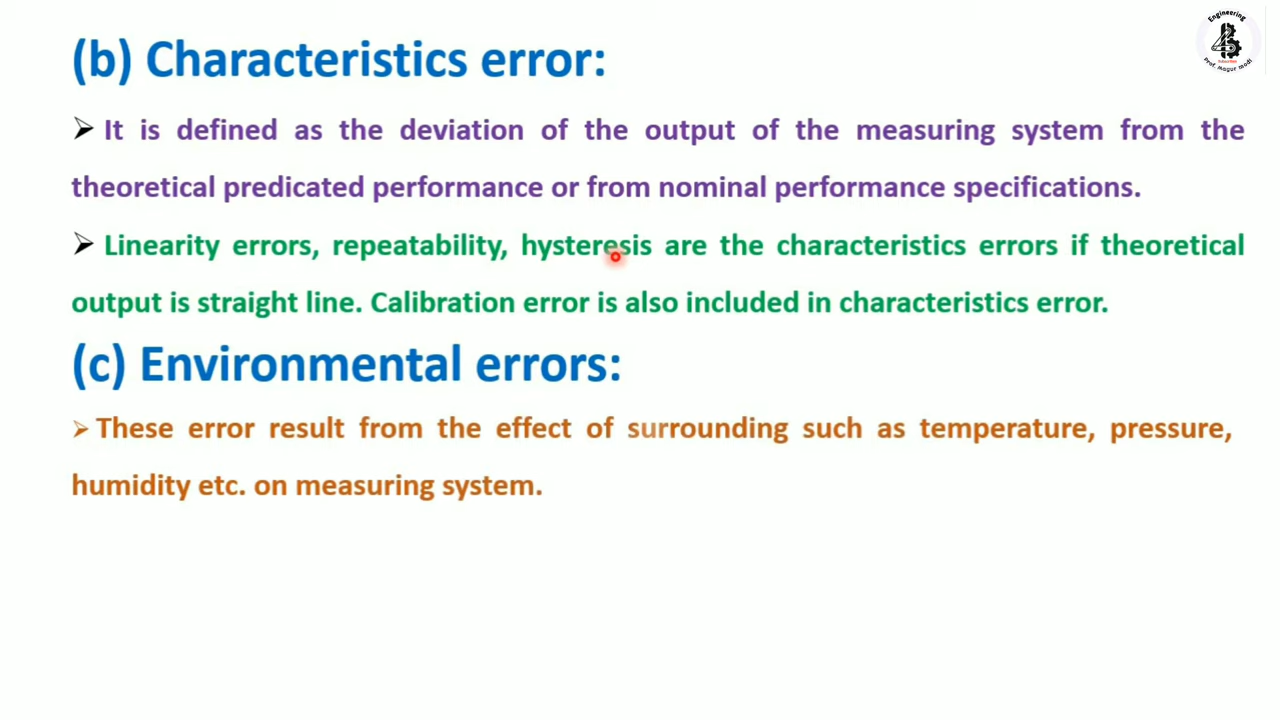 Engineering
Prof. Mayur Modi
(b) Characteristics error:
➢ It is defined as the deviation of the output of the measuring system from the
theoretical predicated performance or from nominal performance specifications.
➢ Linearity errors, repeatability, hysteresis are the characteristics errors if theoretical
output is straight line. Calibration error is also included in characteristics error.
(c) Environmental errors:
➢ These error result from the effect of surrounding such as temperature, pressure,
humidity etc. on measuring system.